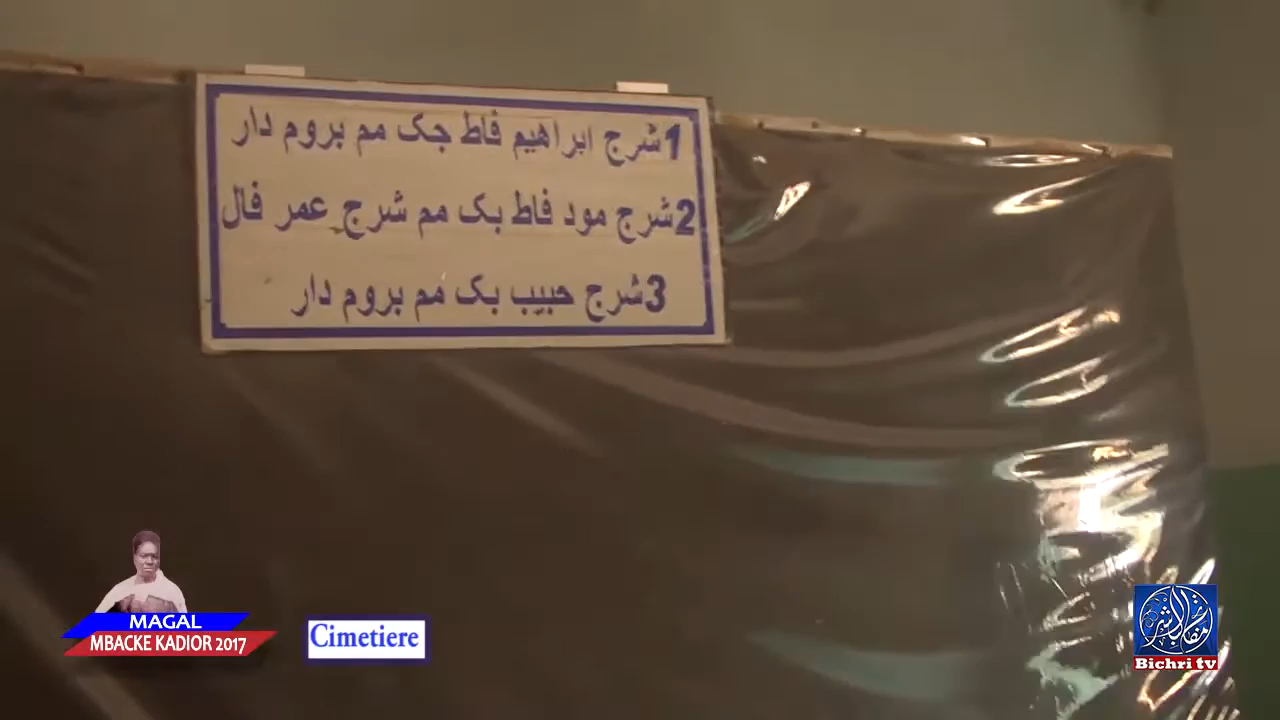 1شرج ابراهيم فاط جک مم بروم دار
2شرج مود فاط بک مم شرج عمر فال
3شرج حبيب بک مم بروم دار
MAGAL
MBACKE KADIOR 2017
Cimetiere
Bichri tv